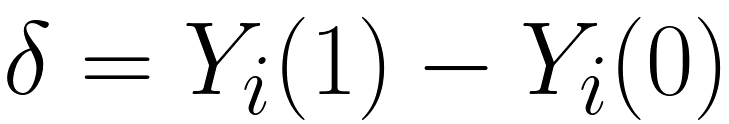 δ = Y_i(1) − Y_i(0)